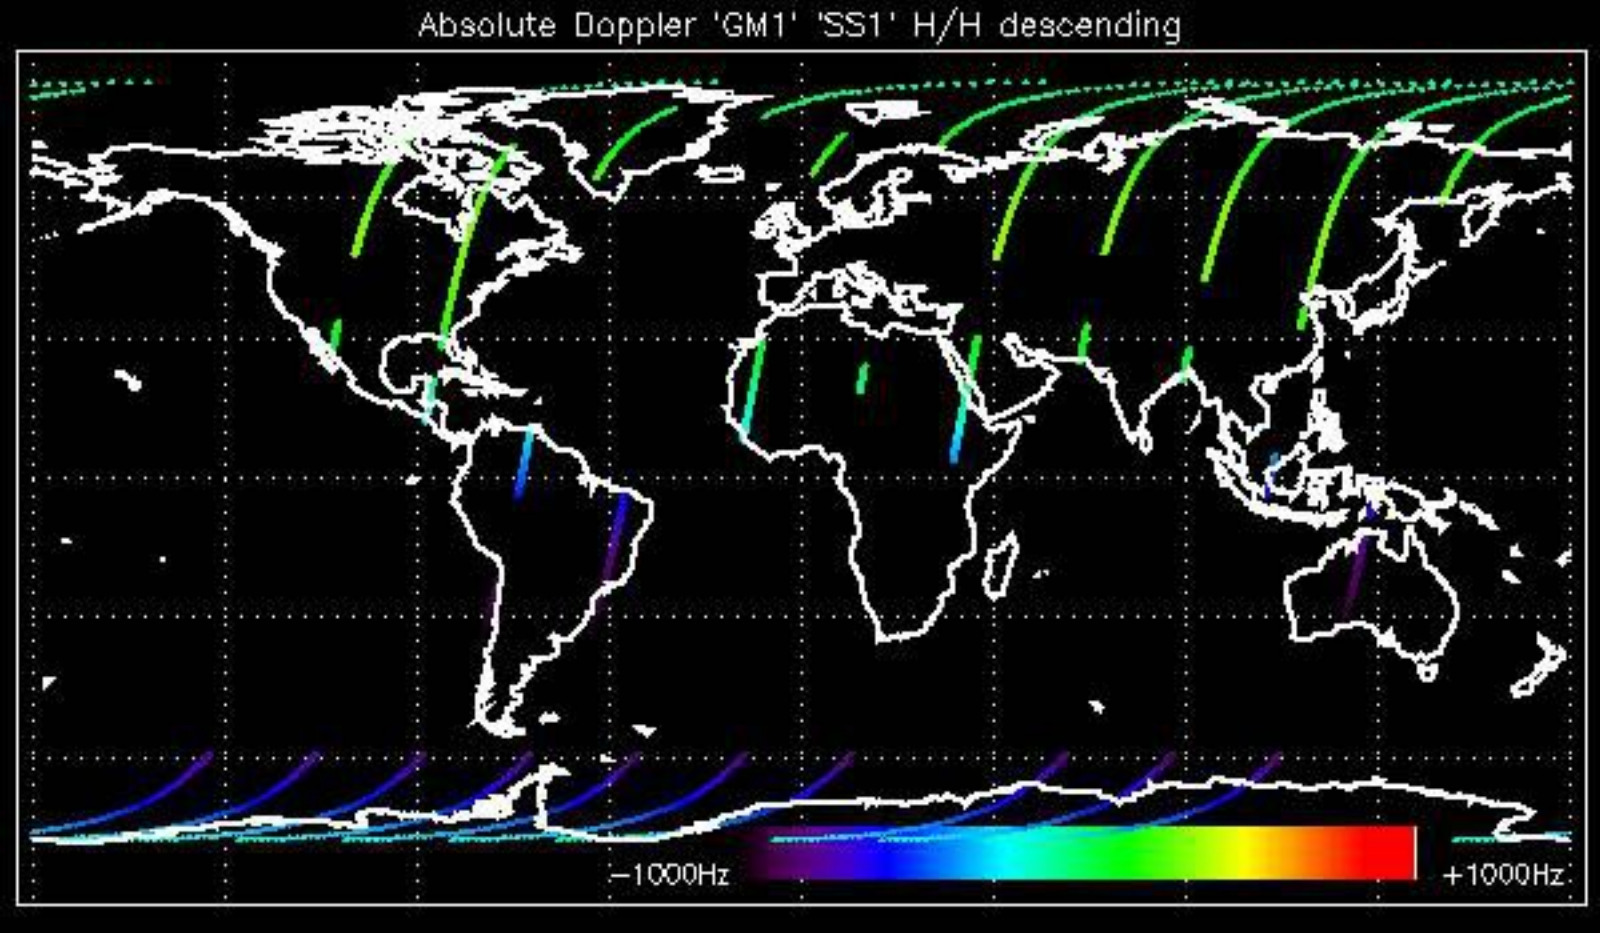 Absolute Doppler 'GM1' 'SS1' H/H descending
−1000Hz
+1000Hz